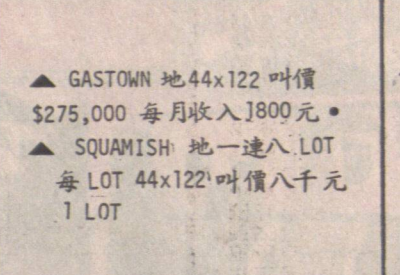 ▲ GASTOWN 地44x122 叫價
$275,000 每月收入1800元 •
▲ SQUAMISH 地一連八 LOT
每 LOT 44x122 叫價八千元
1 LOT